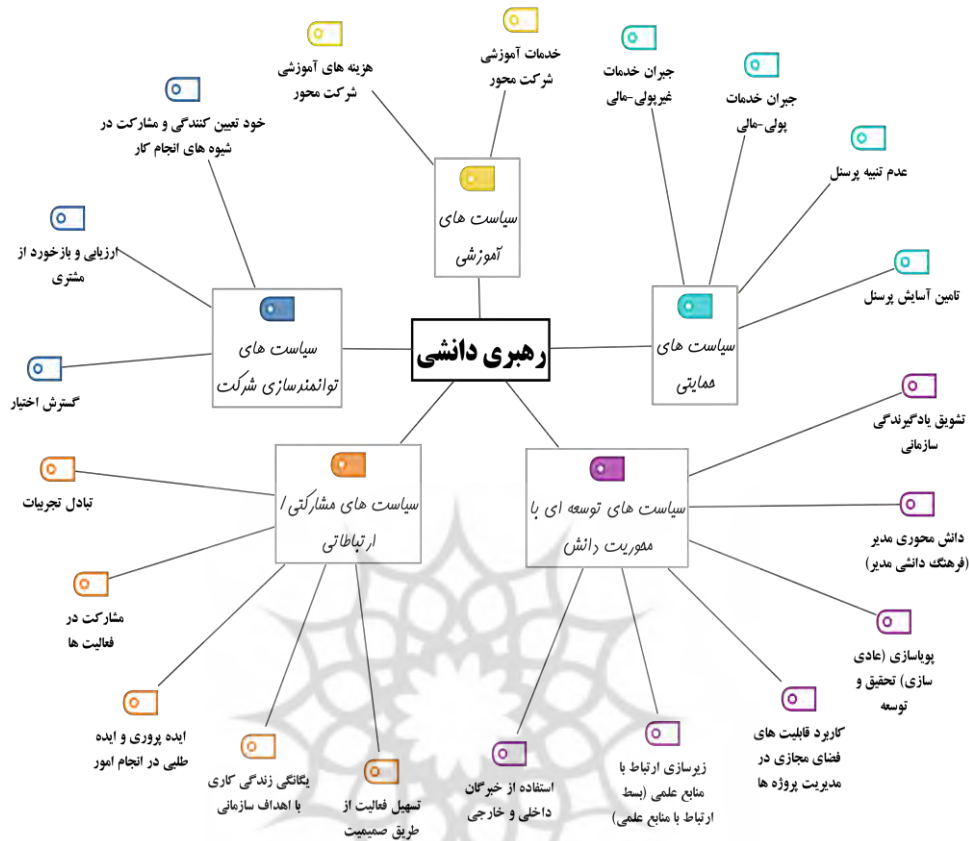 خدمات آموزشی
شرکت محور
هزینه های آموزشی
شرکت محور
جبران خدمات
غیرپولی-مالی
جبران خدمات
پولی-مالی
خود تعیین کنندگی و مشارکت در
شیوه های انجام کار
عدم تنبیه پرسنل
سیاست های
آموزشی
ارزیابی و بازخورد از
مشتری
تامین آسایش پرسنل
سیاست های
حمایتی
رهبری دانشی
سیاست های
توانمندسازی شرکت
گسترش اختیار
تشویق یادگیرندگی
سازمانی
تبادل تجربیات
سیاست های مشارکتی/
ارتباطاتی
سیاست های توسعه ای با
محوریت دانش
دانش محوری مدیر
(فرهنگ دانشی مدیر)
مشارکت در
فعالیت ها
پویاسازی (عادی
سازی) تحقیق و
توسعه
ایده پروری و ایده
طلبی در انجام امور
یگانگی زندگی کاری
با اهداف سازمانی
تسهیل فعالیت از
طریق صمیمیت
استفاده از خبرگان
داخلی و خارجی
زیرسازی ارتباط با
منابع علمی (بسط
ارتباط با منابع علمی)
کاربرد قابلیت های
فضای مجازی در
مدیریت پروژه ها